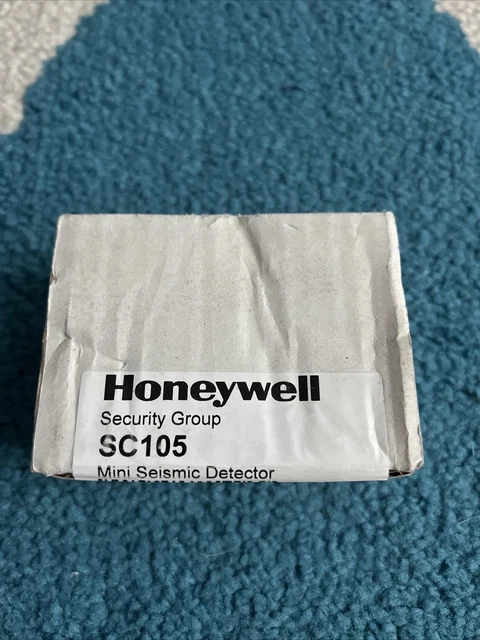 Honeywell
Security Group
SC105
Mini Seismic Detector